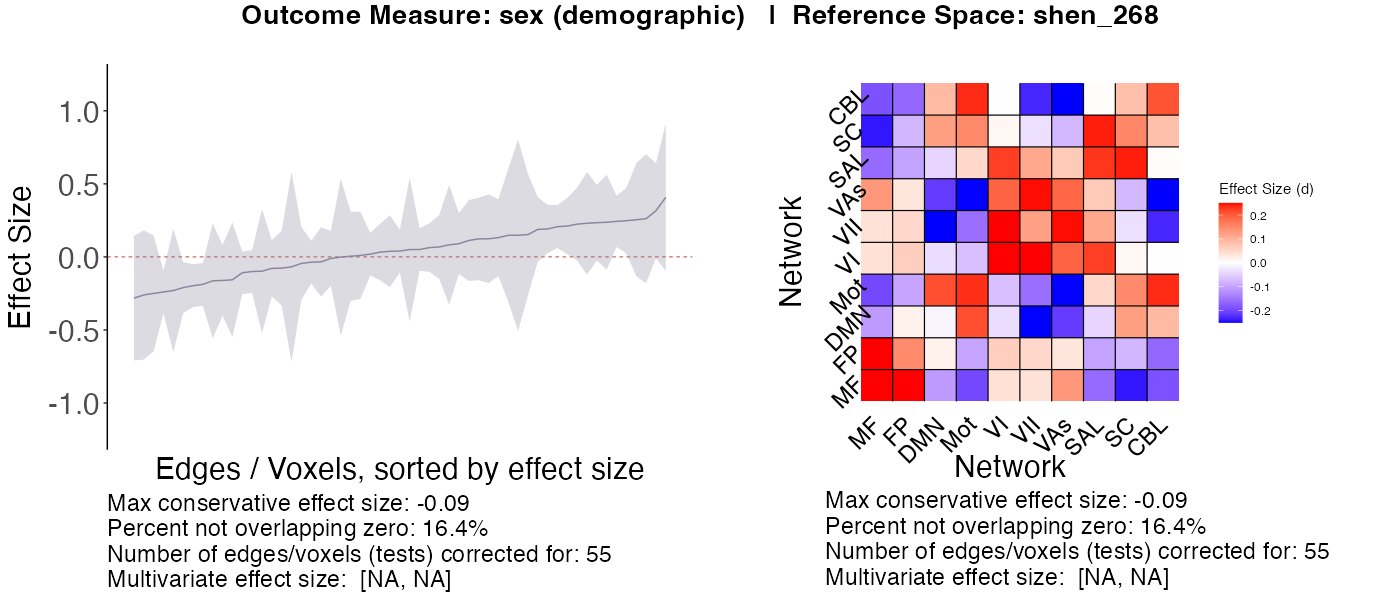 Outcome Measure: sex (demographic) | Reference Space: shen_268
1.0
0.5
0.0
-0.5
-1.0
Effect Size
Edges / Voxels, sorted by effect size
Max conservative effect size: -0.09
Percent not overlapping zero: 16.4%
Number of edges/voxels (tests) corrected for: 55
Multivariate effect size:  [NA, NA]
Network
CBL
SC
SAL
VAs
VII
VI
Mot
DMN
FP
MF
MF
FP
DMN
Mot
VI
VII
VAs
SAL
SC
CBL
Network
Effect Size (d)
0.2
0.1
0.0
-0.1
-0.2
Max conservative effect size: -0.09
Percent not overlapping zero: 16.4%
Number of edges/voxels (tests) corrected for: 55
Multivariate effect size:  [NA, NA]